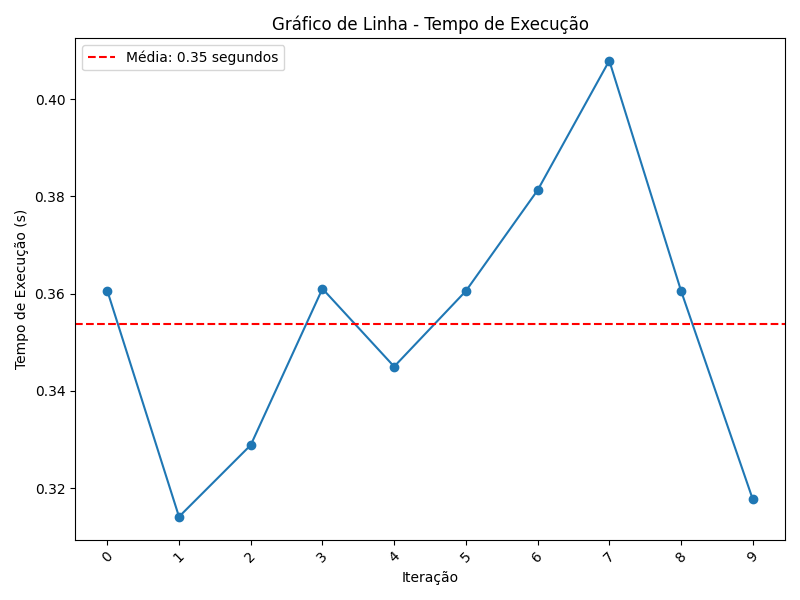 Gráfico de Linha - Tempo de Execução
Média: 0.35 segundos
Tempo de Execução (s)
0.40
0.38
0.36
0.34
0.32
0 1 2 3 4 5 6 7 8 9
Iteração